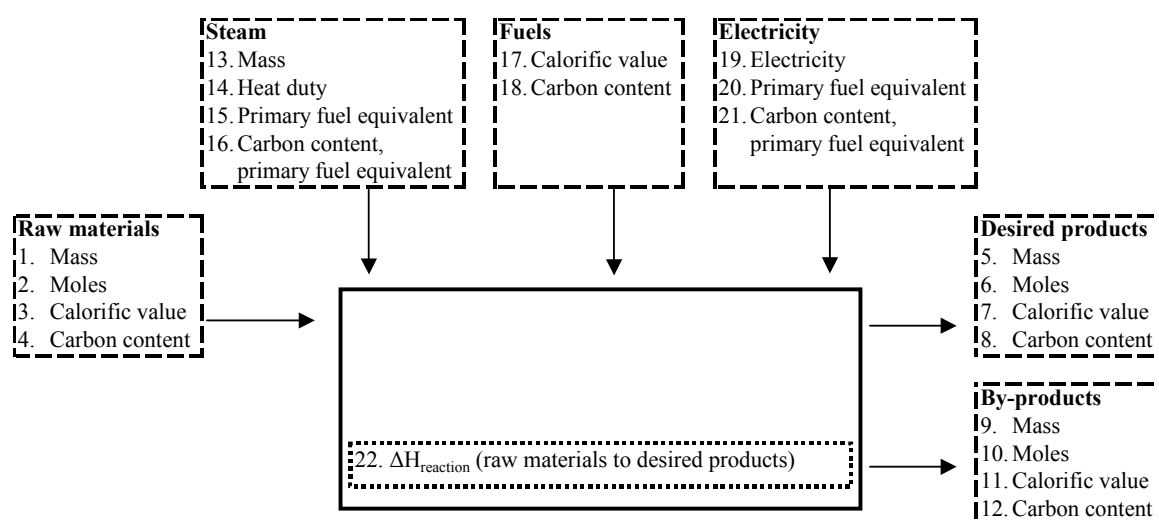 Steam
13. Mass
14. Heat duty
15. Primary fuel equivalent
16. Carbon content,
primary fuel equivalent
Fuels
17. Calorific value
18. Carbon content
Electricity
19. Electricity
20. Primary fuel equivalent
21. Carbon content,
primary fuel equivalent
Raw materials
1. Mass
2. Moles
3. Calorific value
4. Carbon content
Desired products
5. Mass
6. Moles
7. Calorific value
8. Carbon content
By-products
9. Mass
10. Moles
11. Calorific value
12. Carbon content
22. ΔHreaction (raw materials to desired products)